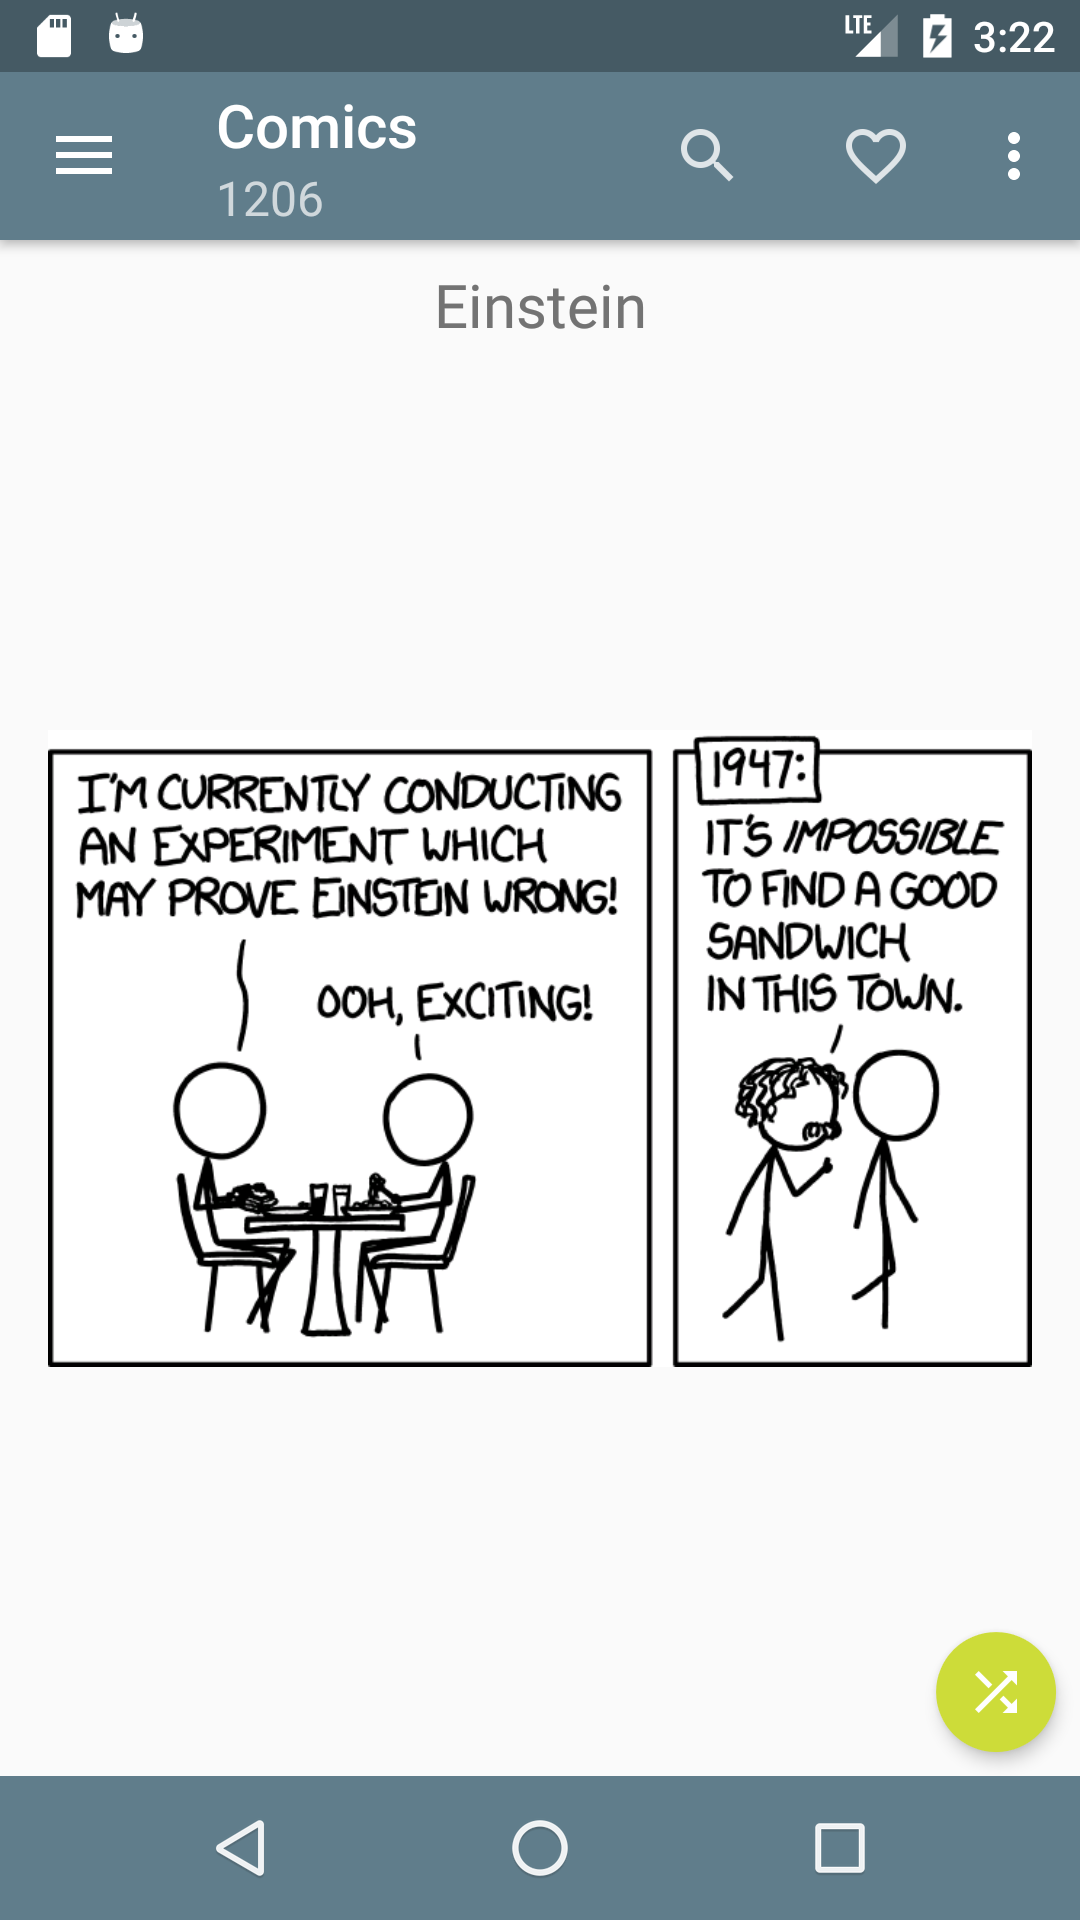 LTE 3:22
Comics
1206
Einstein
I'M CURRENTLY CONDUCTING
AN EXPERIMENT WHICH
MAY PROVE EINSTEIN WRONG!
OOH, EXCITING!
1947:
IT'S IMPOSSIBLE
TO FIND A GOOD
SANDWICH
IN THIS TOWN.